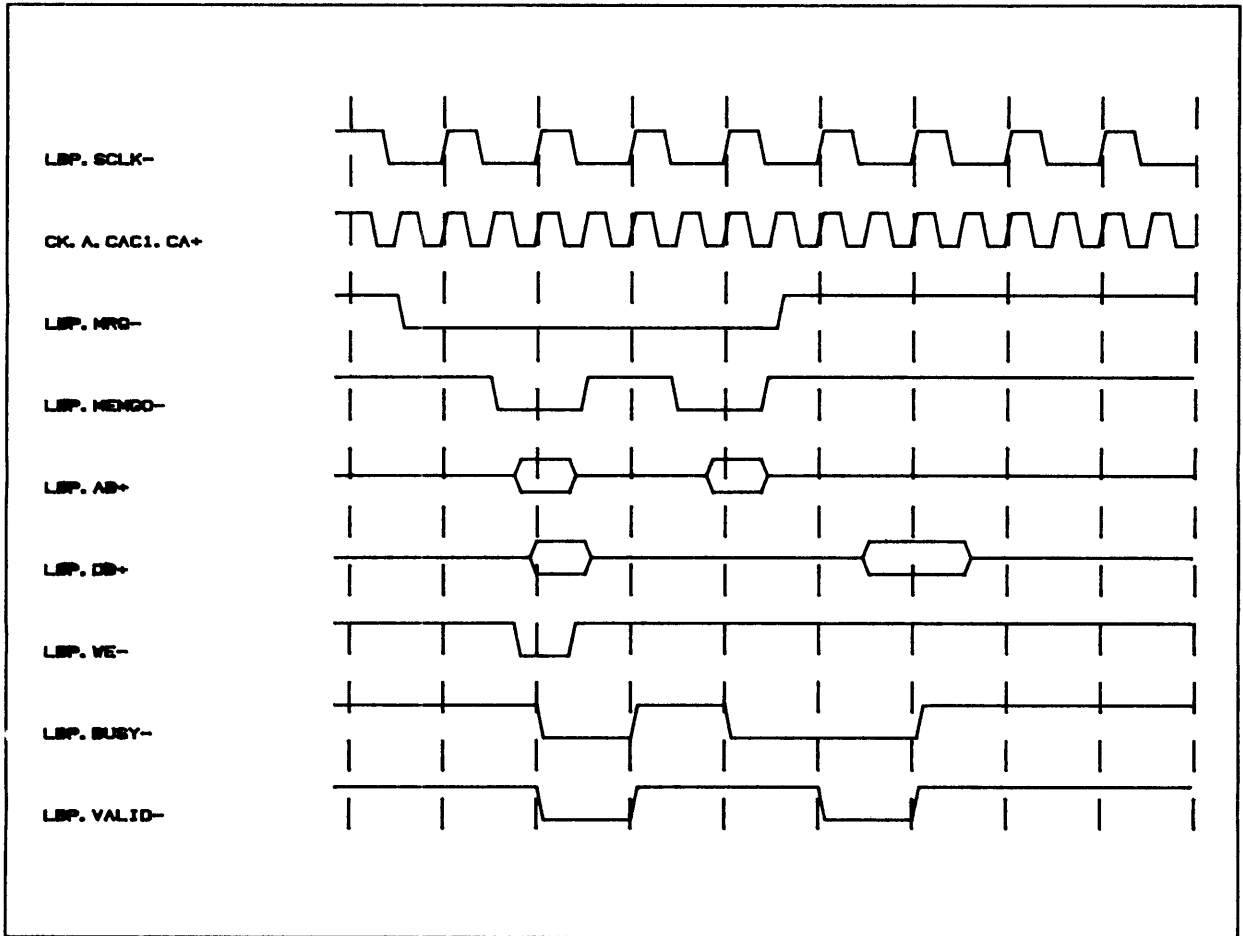 LBP. SCLK-
CK. A. CAC1. CA+
LBP. MRQ-
LBP. MEMGO-
LBP. AB+
LBP. DB+
LBP. WE-
LBP. BUSY-
LBP. VALID-